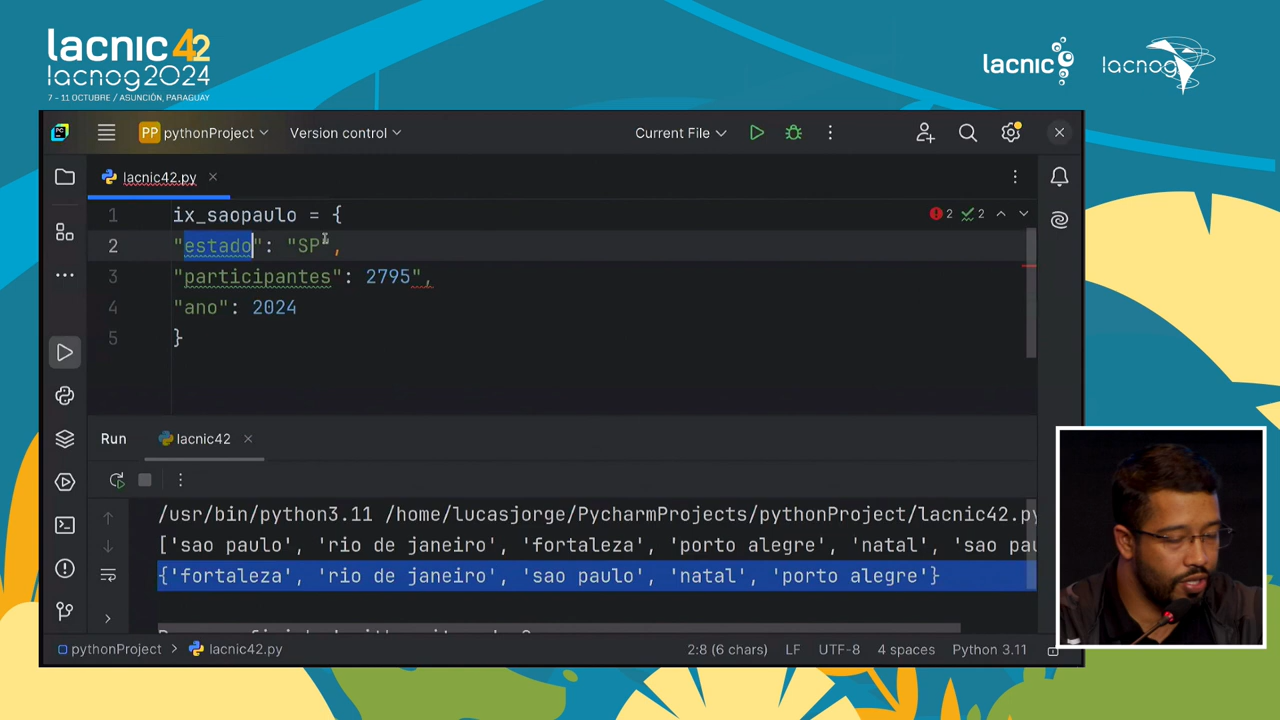 lacnic42
lacnog2024
7 - 11 OCTUBRE / ASUNCIÓN, PARAGUAY
lacnic
lacnog
PC
PP pythonProject
Version control
Current File
lacnic42.py
1 ix_saopaulo = {
2 "estado": "SP",
3 "participantes": 2795",
4 "ano": 2024
5 }
2 2
Run lacnic42
/usr/bin/python3.11 /home/lucasjorge/PycharmProjects/pythonProject/lacnic42.py
['sao paulo', 'rio de janeiro', 'fortaleza', 'porto alegre', 'natal', 'sao pau
{'fortaleza', 'rio de janeiro', 'sao paulo', 'natal', 'porto alegre'}
pythonProject > lacnic42.py
2:8 (6 chars) LF UTF-8 4 spaces Python 3.11